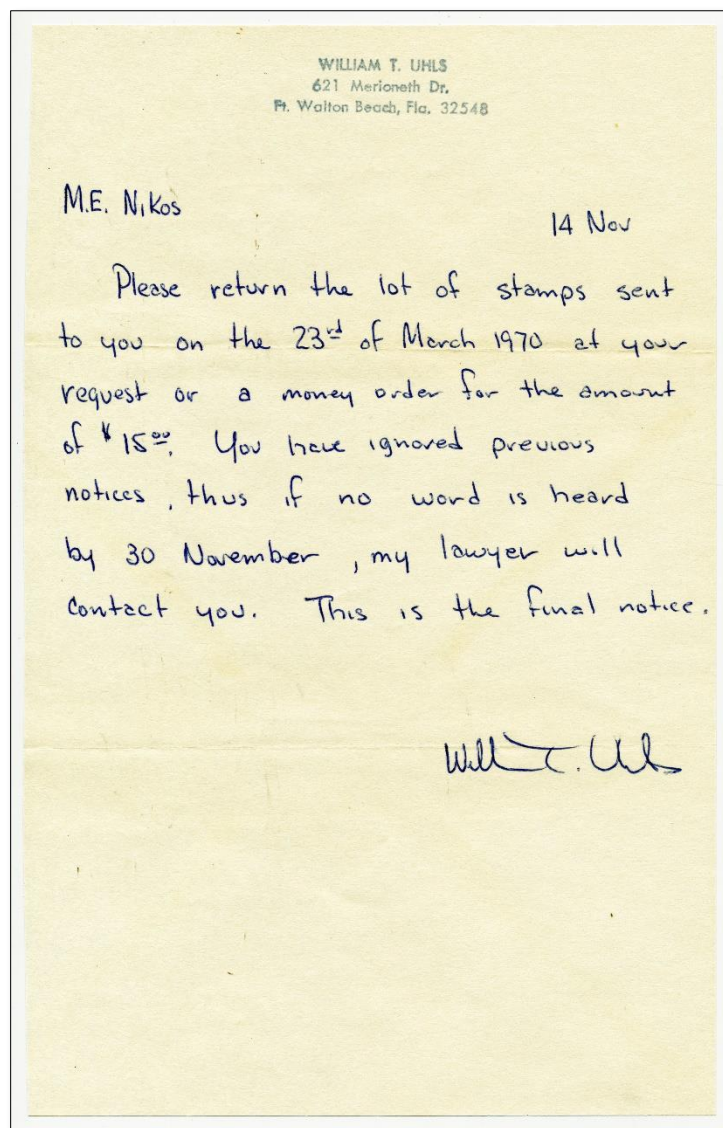 WILLIAM T. UHLS
621 Merioneth Dr.
Ft. Walton Beach, Fla. 32548
M.E. Nikos
14 Nov
Please return the lot of stamps sent
to you on the 23rd of March 1970 at your
request or a money order for the amount
of $15.00. You have ignored previous
notices, thus if no word is heard
by 30 November, my lawyer will
contact you. This is the final notice.
William T. Uhls